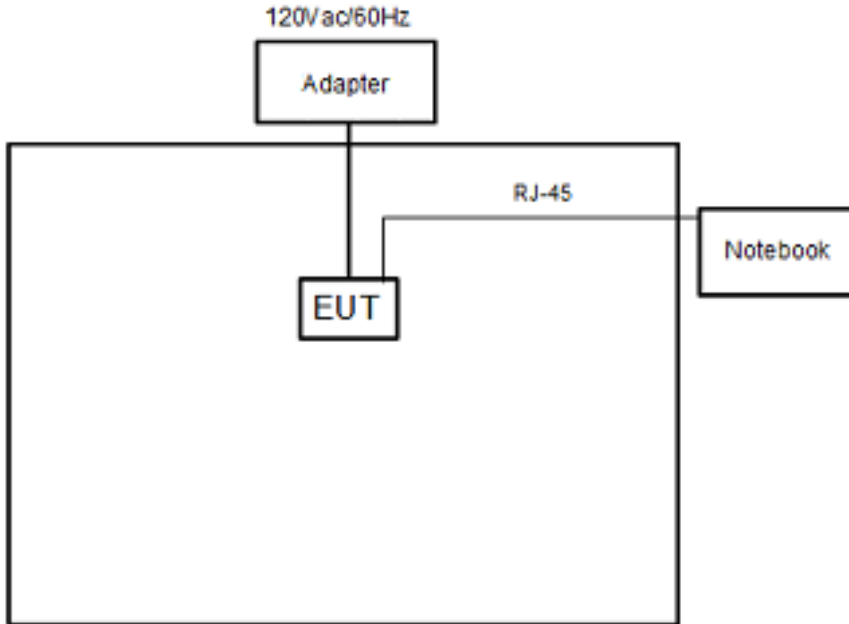 120Vac/60Hz
Adapter
RJ-45
Notebook
EUT